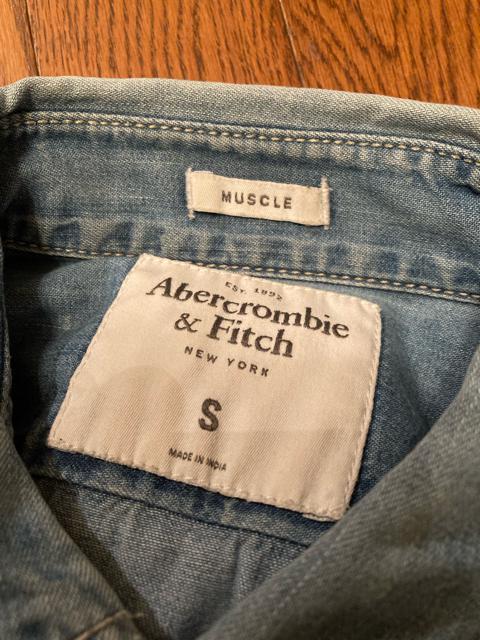 MUSCLE
EST. 1892
Abercrombie
& Fitch
NEW YORK
S
MADE IN INDIA